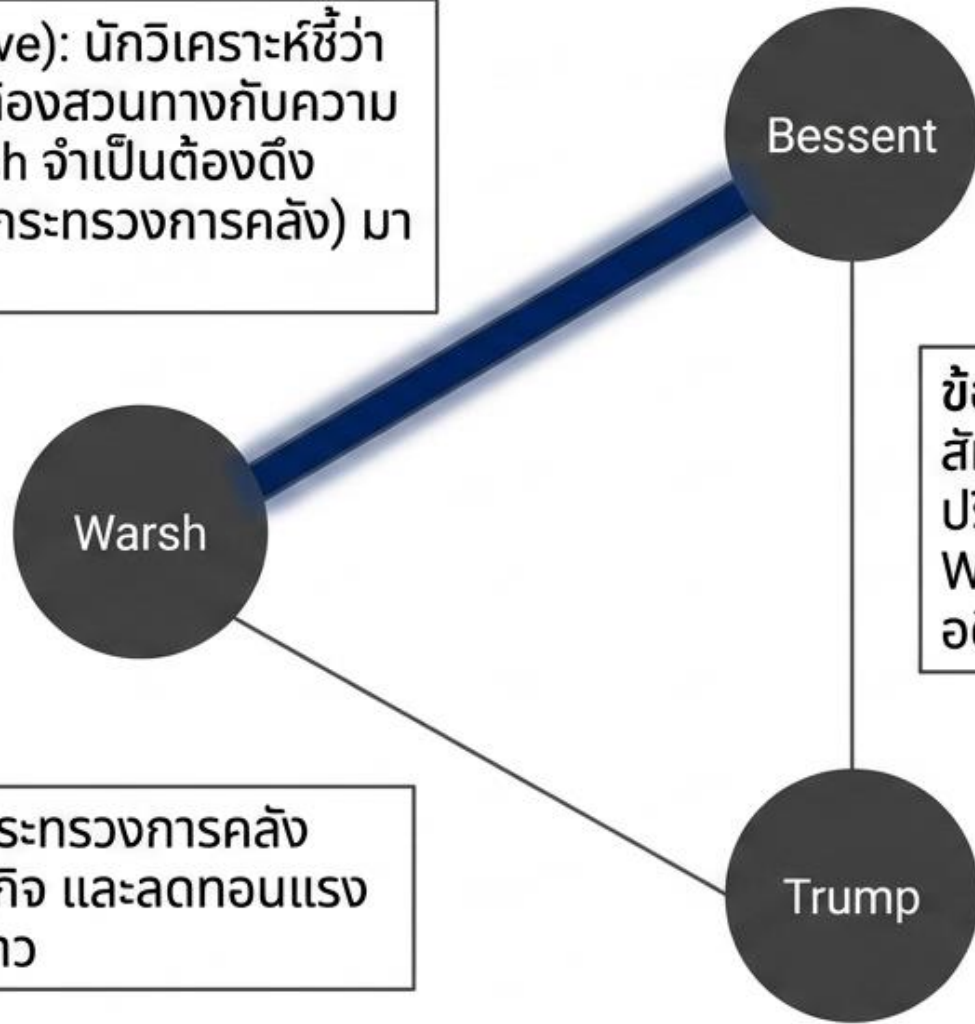 ve): นักวิเคราะห์ชี้ว่า
้องสวนทางกับความ
h จำเป็นต้องดึง
กระทรวงการคลัง) มา
Bessent
Warsh
ข้
สั
ปริ
W
อั
ระทรวงการคลัง
กิจ และลดทอนแรง
าว
Trump